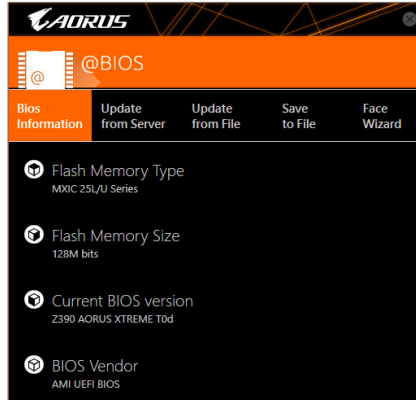 AORUS
@
@BIOS
Bios Information
Update from Server
Update from File
Save to File
Face Wizard
Flash Memory Type
MXIC 25L/U Series
Flash Memory Size
128M bits
Current BIOS version
Z390 AORUS XTREME T0d
BIOS Vendor
AMI UEFI BIOS